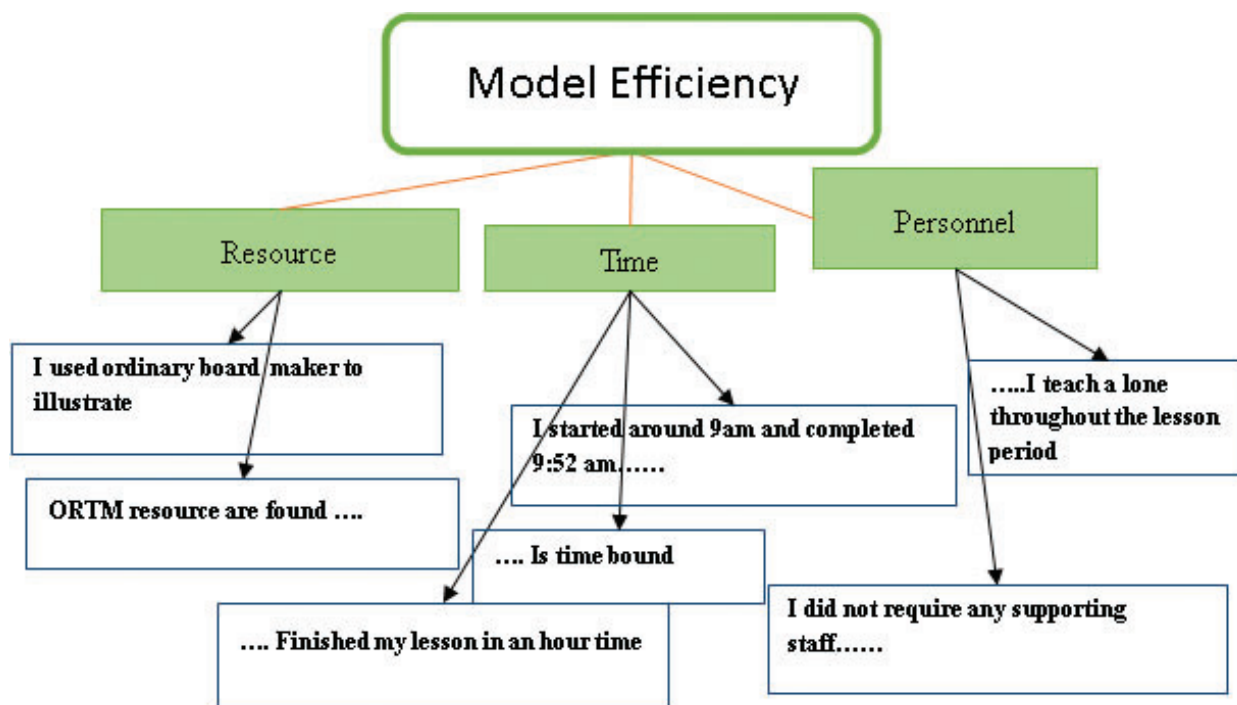 Model Efficiency
Resource
Time
Personnel
I used ordinary board maker to
illustrate
ORTM resource are found ….
I started around 9am and completed
9:52 am……
…. Is time bound
…. Finished my lesson in an hour time
…..I teach a lone
throughout the lesson
period
I did not require any supporting
staff……